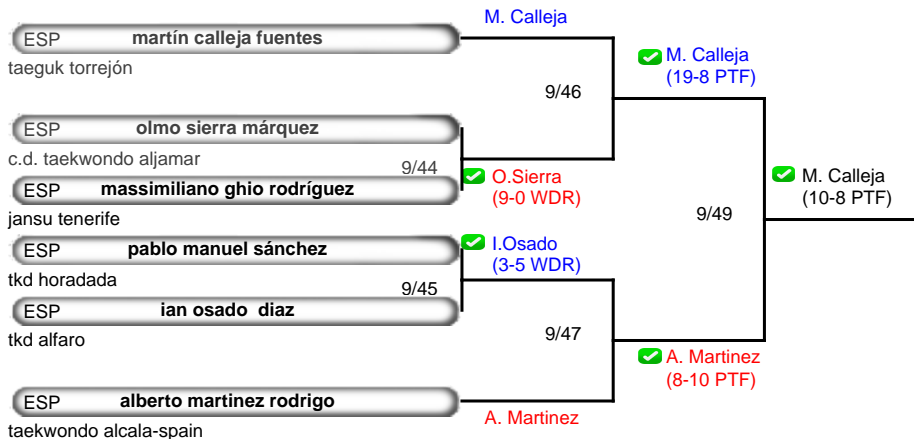 M. Calleja
ESP martín calleja fuentes
taeguk torrejón
M. Calleja
(19-8 PTF)
9/46
ESP olmo sierra márquez
c.d. taekwondo aljamar
9/44
O.Sierra
(9-0 WDR)
ESP massimiliano ghio rodríguez
jansu tenerife
M. Calleja
(10-8 PTF)
9/49
ESP pablo manuel sánchez
tkd horadada
I.Osado
(3-5 WDR)
9/45
ESP ian osado diaz
tkd alfaro
9/47
A. Martinez
(8-10 PTF)
ESP alberto martinez rodrigo
taekwondo alcala-spain
A. Martinez